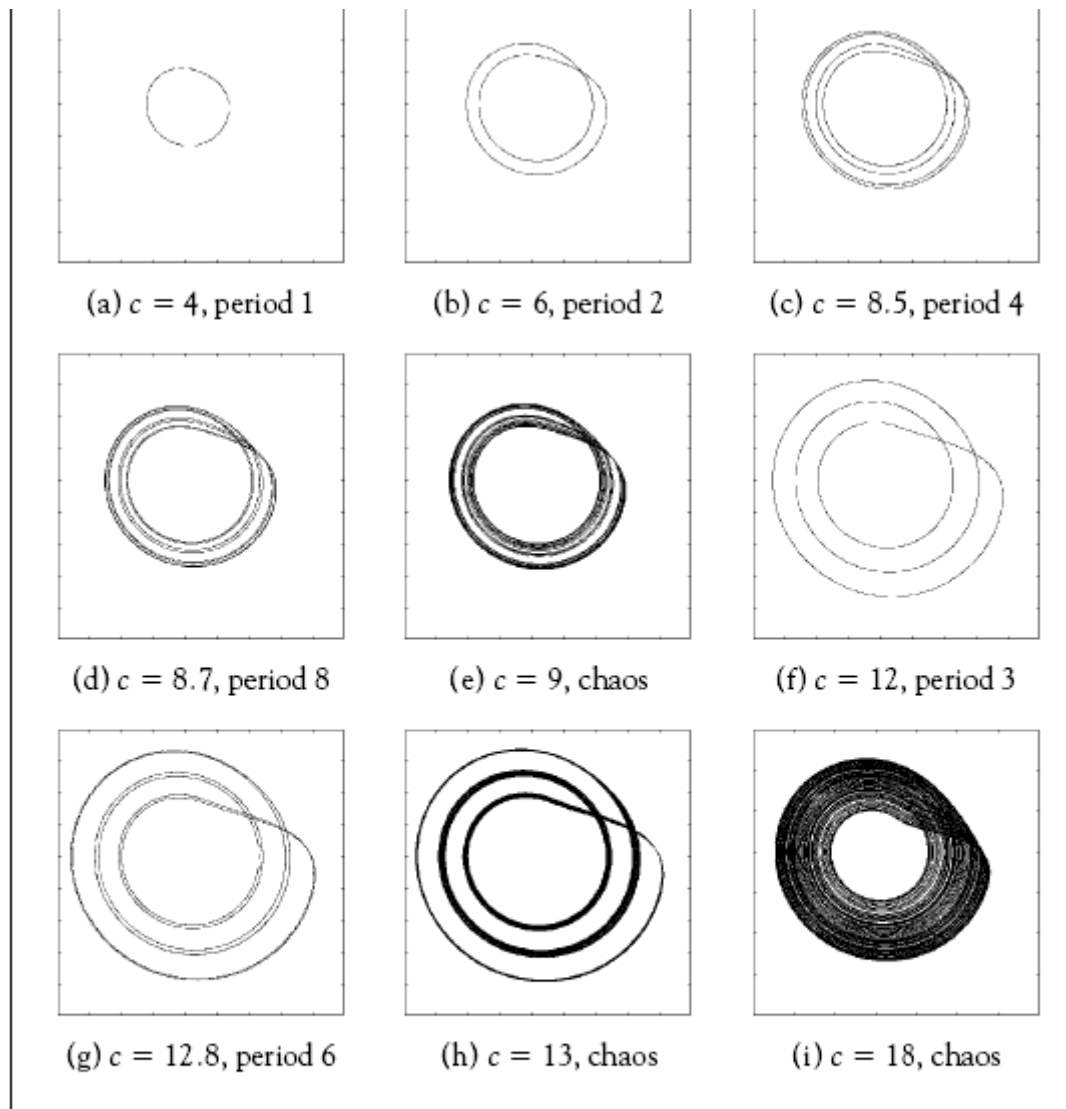 (a) c = 4, period 1
(b) c = 6, period 2
(c) c = 8.5, period 4
(d) c = 8.7, period 8
(e) c = 9, chaos
(f) c = 12, period 3
(g) c = 12.8, period 6
(h) c = 13, chaos
(i) c = 18, chaos